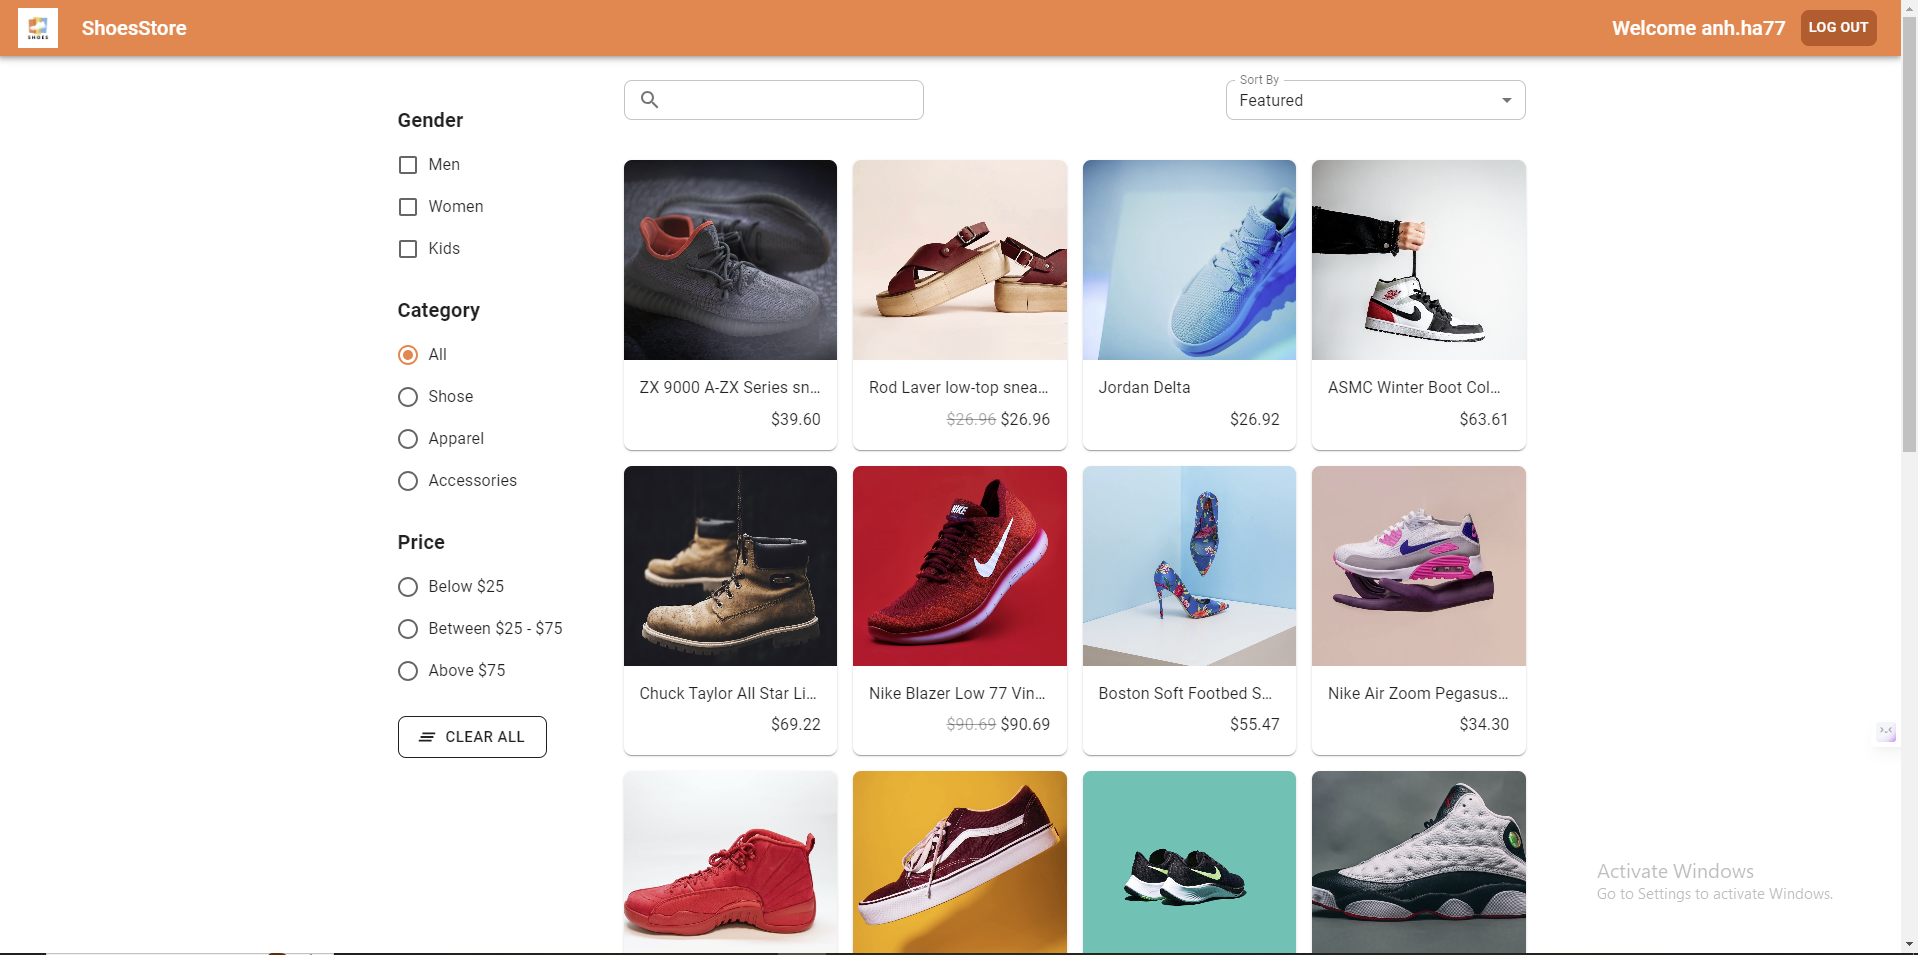 SHOES
ShoesStore
Welcome anh.ha77
LOG OUT
Sort By
Featured
Gender
Men
Women
Kids
Category
All
Shose
Apparel
Accessories
Price
Below $25
Between $25 - $75
Above $75
CLEAR ALL
ZX 9000 A-ZX Series sn...
$39.60
Rod Laver low-top snea...
$26.96 $26.96
Jordan Delta
$26.92
ASMC Winter Boot Col...
$63.61
NIKE
Chuck Taylor All Star Li...
$69.22
Nike Blazer Low 77 Vin...
$90.69 $90.69
Boston Soft Footbed S...
$55.47
Nike Air Zoom Pegasus...
$34.30
Activate Windows
Go to Settings to activate Windows.